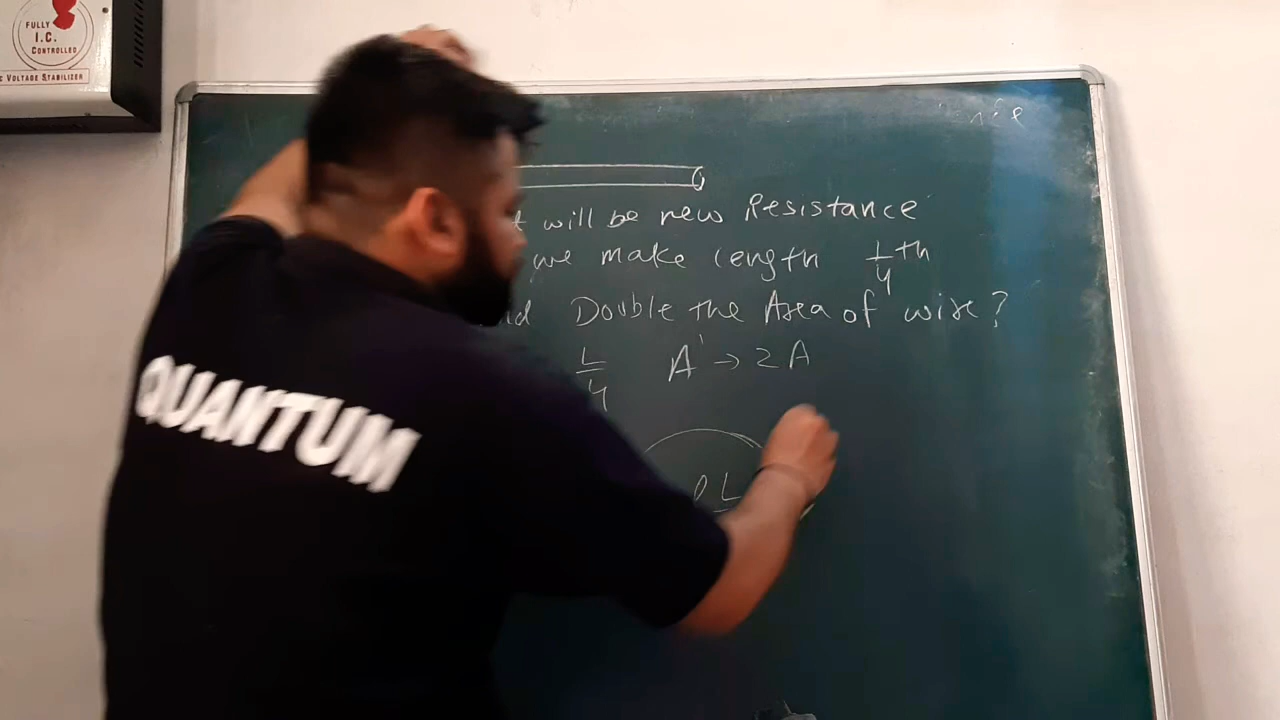 FULLY
I.C.
CONTROLLED
C VOLTAGE STABILIZER
will be new Resistance
we make length 1/4 th
Double the Area of wire?
L/4 A' → 2A
ρL
QUANTUM